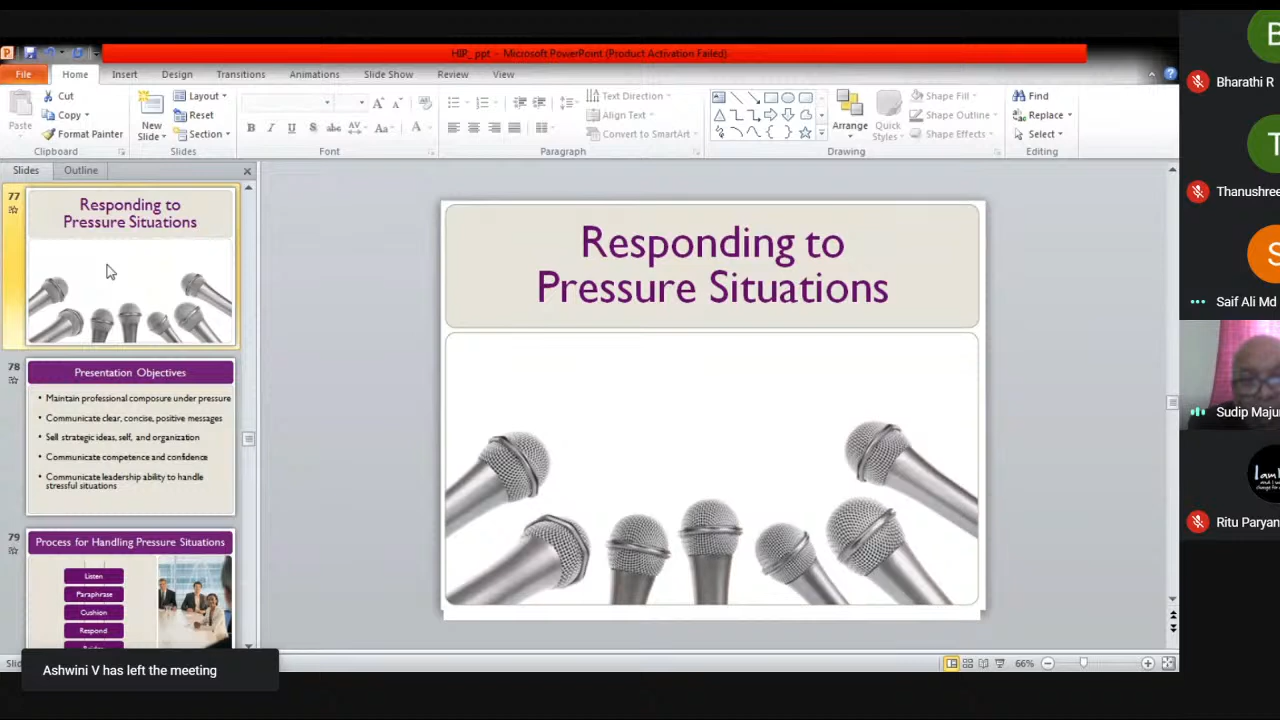 HIP_ ppt - Microsoft PowerPoint (Product Activation Failed)
File Home Insert Design Transitions Animations Slide Show Review View
Paste
Cut
Copy
Format Painter
Clipboard
New
Slide
Layout
Reset
Section
Slides
B I U S abc AV Aa A
Font
Text Direction
Align Text
Convert to SmartArt
Paragraph
Arrange
Quick
Styles
Shape Fill
Shape Outline
Shape Effects
Drawing
Find
Replace
Select
Editing
Slides Outline
77
Responding to
Pressure Situations
78
Presentation Objectives
• Maintain professional composure under pressure
• Communicate clear, concise, positive messages
• Sell strategic ideas, self, and organization
• Communicate competence and confidence
• Communicate leadership ability to handle
stressful situations
79
Process for Handling Pressure Situations
Listen
Paraphrase
Cushion
Respond
Responding to
Pressure Situations
66%
Ashwini V has left the meeting
B
Bharathi R
T
Thanushree
S
Saif Ali Md
Sudip Maju
Ritu Paryan